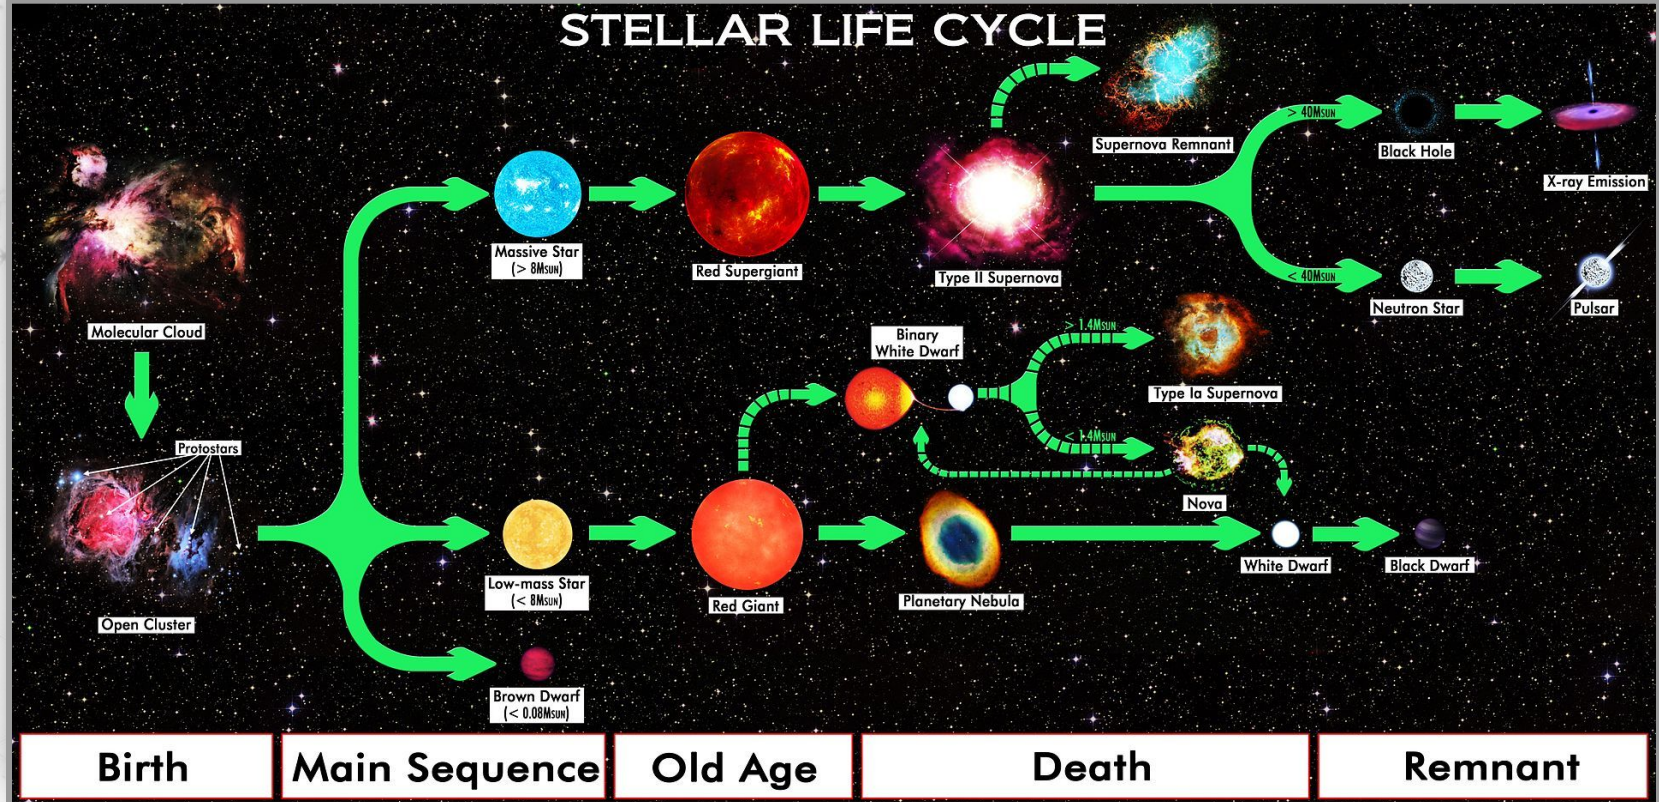 STELLAR LIFE CYCLE
Molecular Cloud
Protostars
Open Cluster
Massive Star
(> 8MSUN)
Low-mass Star
(< 8MSUN)
Brown Dwarf
(< 0.08MSUN)
Red Supergiant
Red Giant
Type II Supernova
Supernova Remnant
> 40MSUN
Black Hole
X-ray Emission
< 40MSUN
Neutron Star
Pulsar
Binary
White Dwarf
> 1.4MSUN
Type Ia Supernova
< 1.4MSUN
Nova
Planetary Nebula
White Dwarf
Black Dwarf
Birth
Main Sequence
Old Age
Death
Remnant